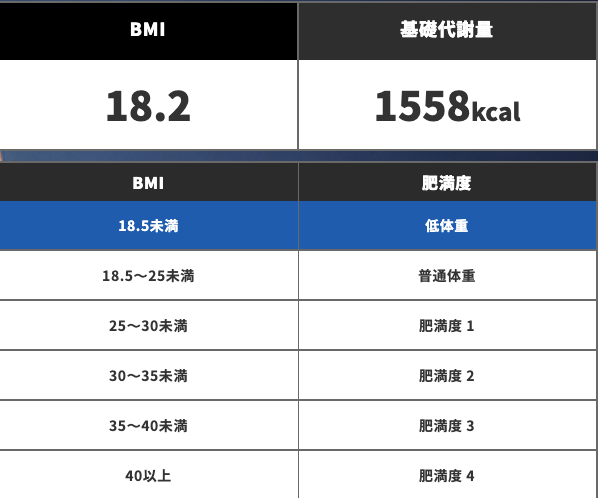 BMI 基礎代謝量
18.2 1558kcal
BMI 肥満度
18.5未満 低体重
18.5〜25未満 普通体重
25〜30未満 肥満度 1
30〜35未満 肥満度 2
35〜40未満 肥満度 3
40以上 肥満度 4